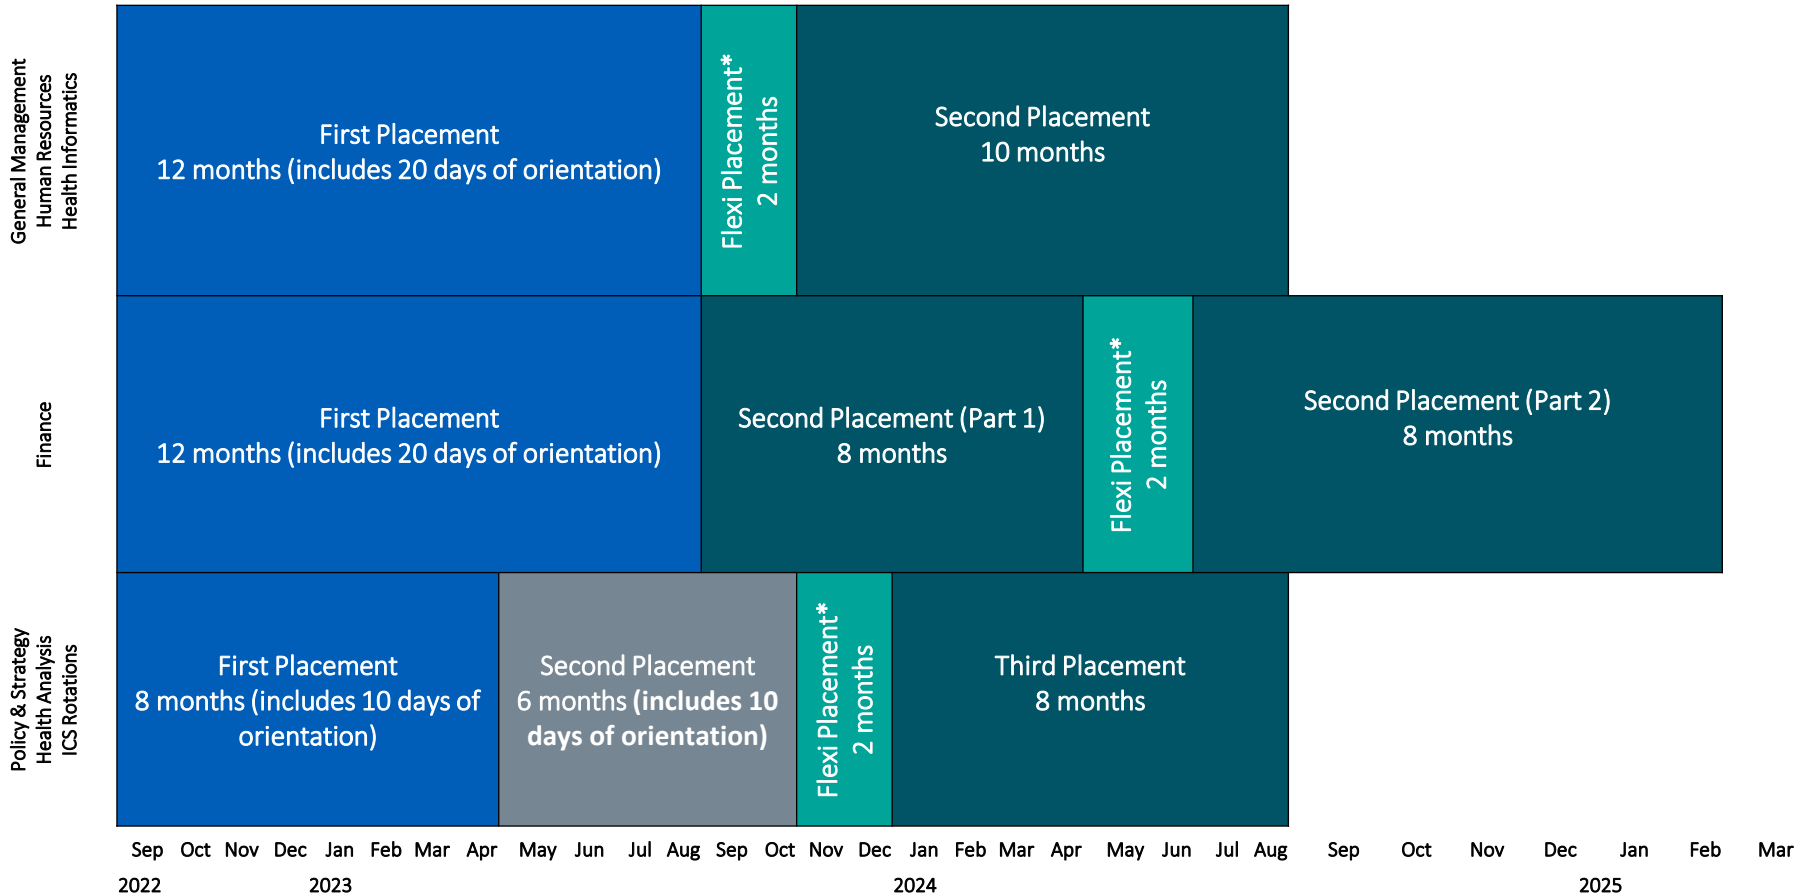 General Management
Human Resources
Health Informatics
First Placement
12 months (includes 20 days of orientation)
Flexi Placement*
2 months
Second Placement
10 months
Finance
First Placement
12 months (includes 20 days of orientation)
Second Placement (Part 1)
8 months
Flexi Placement*
2 months
Second Placement (Part 2)
8 months
Policy & Strategy
Health Analysis
ICS Rotations
First Placement
8 months (includes 10 days of
orientation)
Second Placement
6 months (includes 10
days of orientation)
Flexi Placement*
2 months
Third Placement
8 months
Sep Oct Nov Dec Jan Feb Mar Apr May Jun Jul Aug Sep Oct Nov Dec Jan Feb Mar Apr May Jun Jul Aug Sep Oct Nov Dec Jan Feb Mar
2022 2023 2024 2025